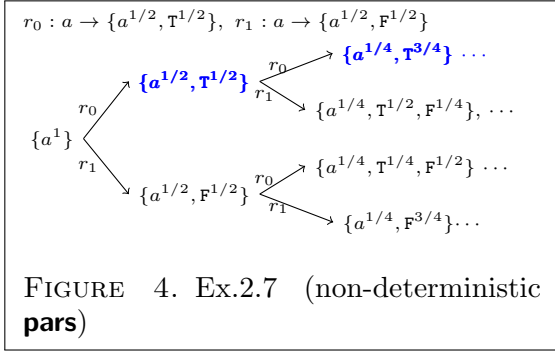 r₀ : a → {a^{1/2}, T^{1/2}}, r₁ : a → {a^{1/2}, F^{1/2}}
{a^{1/4}, T^{3/4}} ···
r₀
{a^{1/2}, T^{1/2}}
r₁
{a^{1/4}, T^{1/2}, F^{1/4}}, ···
r₀
{a^1}
r₁
{a^{1/4}, T^{1/4}, F^{1/2}} ···
r₀
{a^{1/2}, F^{1/2}}
r₁
{a^{1/4}, F^{3/4}} ···
FIGURE 4. Ex.2.7 (non-deterministic
pars)